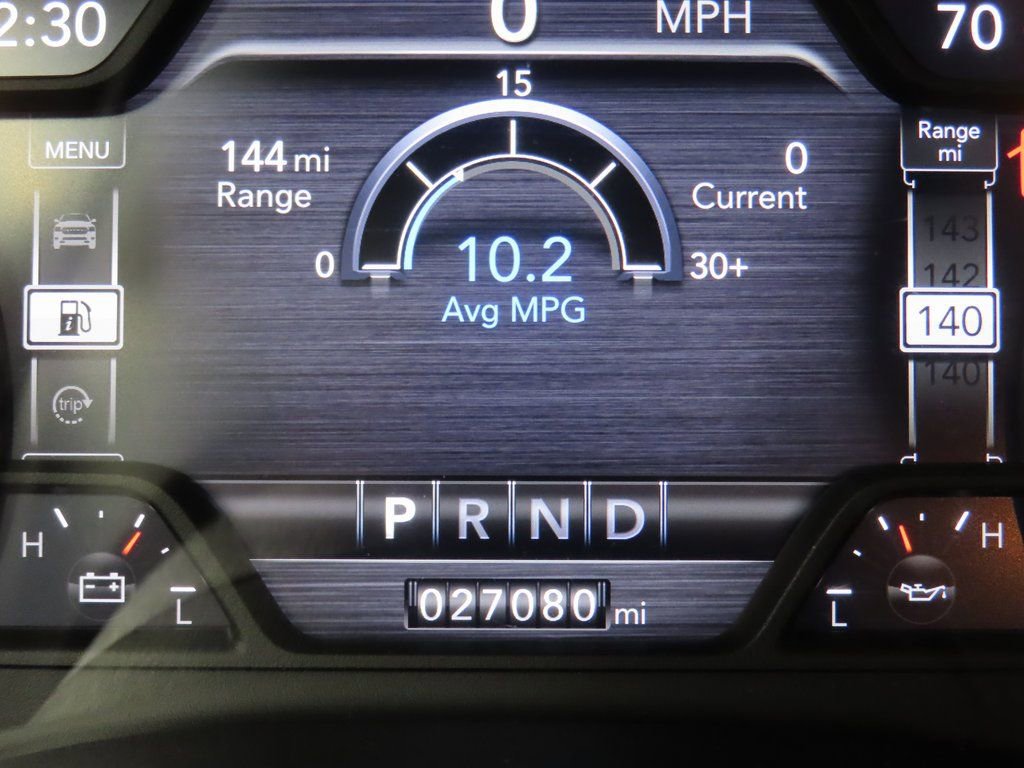 2:30
0 MPH
70
15
MENU
144 mi
Range
0
Current
Range
mi
143
142
140
140
0
10.2
30+
Avg MPG
i
trip
P R N D
H
L
027080 mi
H
L